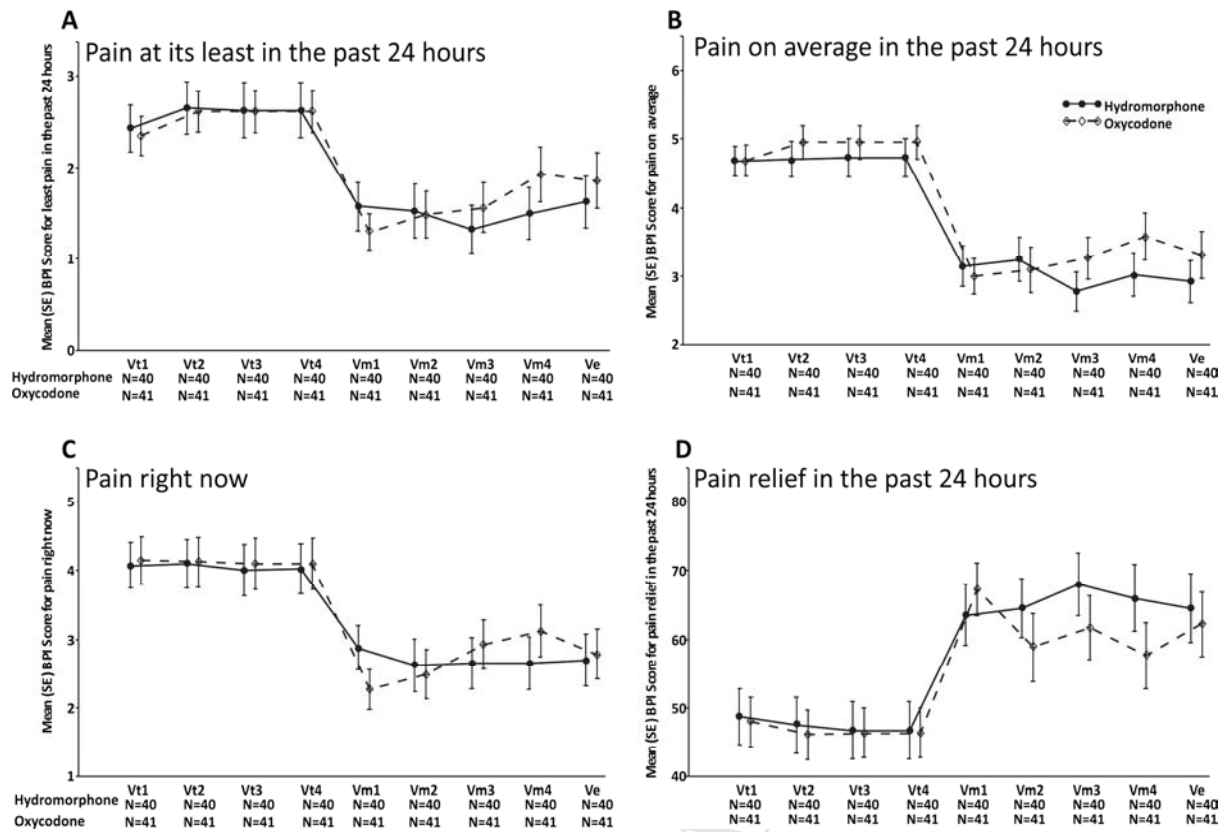 A
Pain at its least in the past 24 hours
Mean (SE) BPI Score for least pain in the past 24 hours
3
2
1
0
Vt1 Vt2 Vt3 Vt4 Vm1 Vm2 Vm3 Vm4 Ve
Hydromorphone N=40 N=40 N=40 N=40 N=40 N=40 N=40 N=40 N=40
Oxycodone N=41 N=41 N=41 N=41 N=41 N=41 N=41 N=41 N=41
B
Pain on average in the past 24 hours
Mean (SE) BPI Score for pain on average
6
5
4
3
2
Hydromorphone
Oxycodone
Vt1 Vt2 Vt3 Vt4 Vm1 Vm2 Vm3 Vm4 Ve
N=40 N=40 N=40 N=40 N=40 N=40 N=40 N=40 N=40
N=41 N=41 N=41 N=41 N=41 N=41 N=41 N=41 N=41
C
Pain right now
Mean (SE) BPI Score for pain right now
5
4
3
2
1
Vt1 Vt2 Vt3 Vt4 Vm1 Vm2 Vm3 Vm4 Ve
Hydromorphone N=40 N=40 N=40 N=40 N=40 N=40 N=40 N=40 N=40
Oxycodone N=41 N=41 N=41 N=41 N=41 N=41 N=41 N=41 N=41
D
Pain relief in the past 24 hours
Mean (SE) BPI Score for pain relief in the past 24 hours
80
70
60
50
40
Vt1 Vt2 Vt3 Vt4 Vm1 Vm2 Vm3 Vm4 Ve
N=40 N=40 N=40 N=40 N=40 N=40 N=40 N=40 N=40
N=41 N=41 N=41 N=41 N=41 N=41 N=41 N=41 N=41